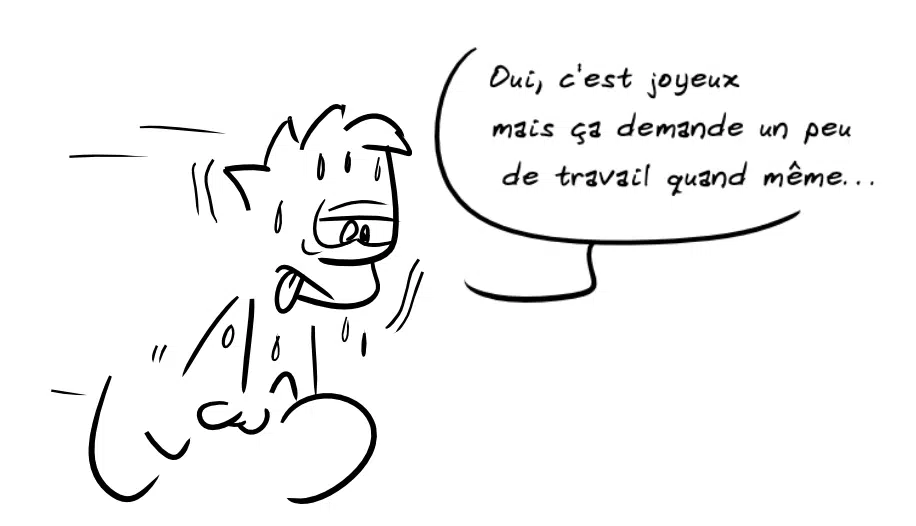 Oui, c'est joyeux
mais ça demande un peu
de travail quand même...